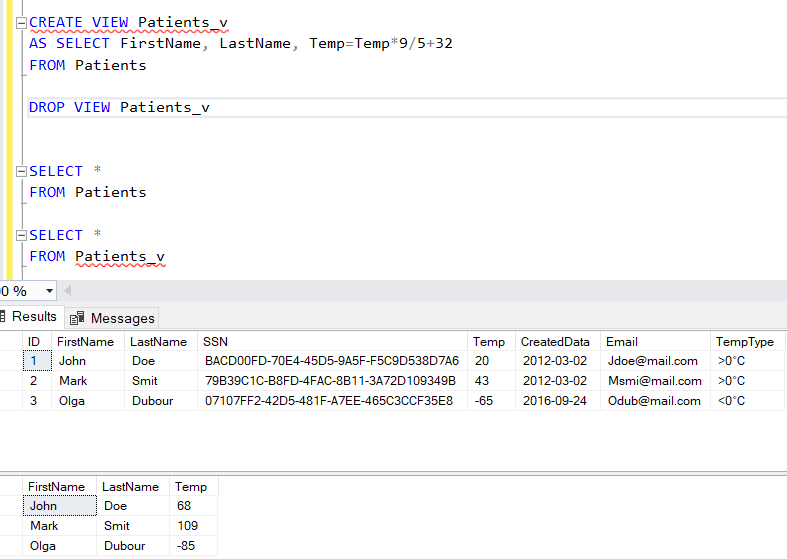 CREATE VIEW Patients_v
AS SELECT FirstName, LastName, Temp=Temp*9/5+32
FROM Patients
DROP VIEW Patients_v
SELECT *
FROM Patients
SELECT *
FROM Patients_v
0 %
Results Messages
ID FirstName LastName SSN Temp CreatedData Email TempType
1 John Doe BACD00FD-70E4-45D5-9A5F-F5C9D538D7A6 20 2012-03-02 Jdoe@mail.com >0°C
2 Mark Smit 79B39C1C-B8FD-4FAC-8B11-3A72D109349B 43 2012-03-02 Msmi@mail.com >0°C
3 Olga Dubour 07107FF2-42D5-481F-A7EE-465C3CCF35E8 -65 2016-09-24 Odub@mail.com <0°C
FirstName LastName Temp
John Doe 68
Mark Smit 109
Olga Dubour -85